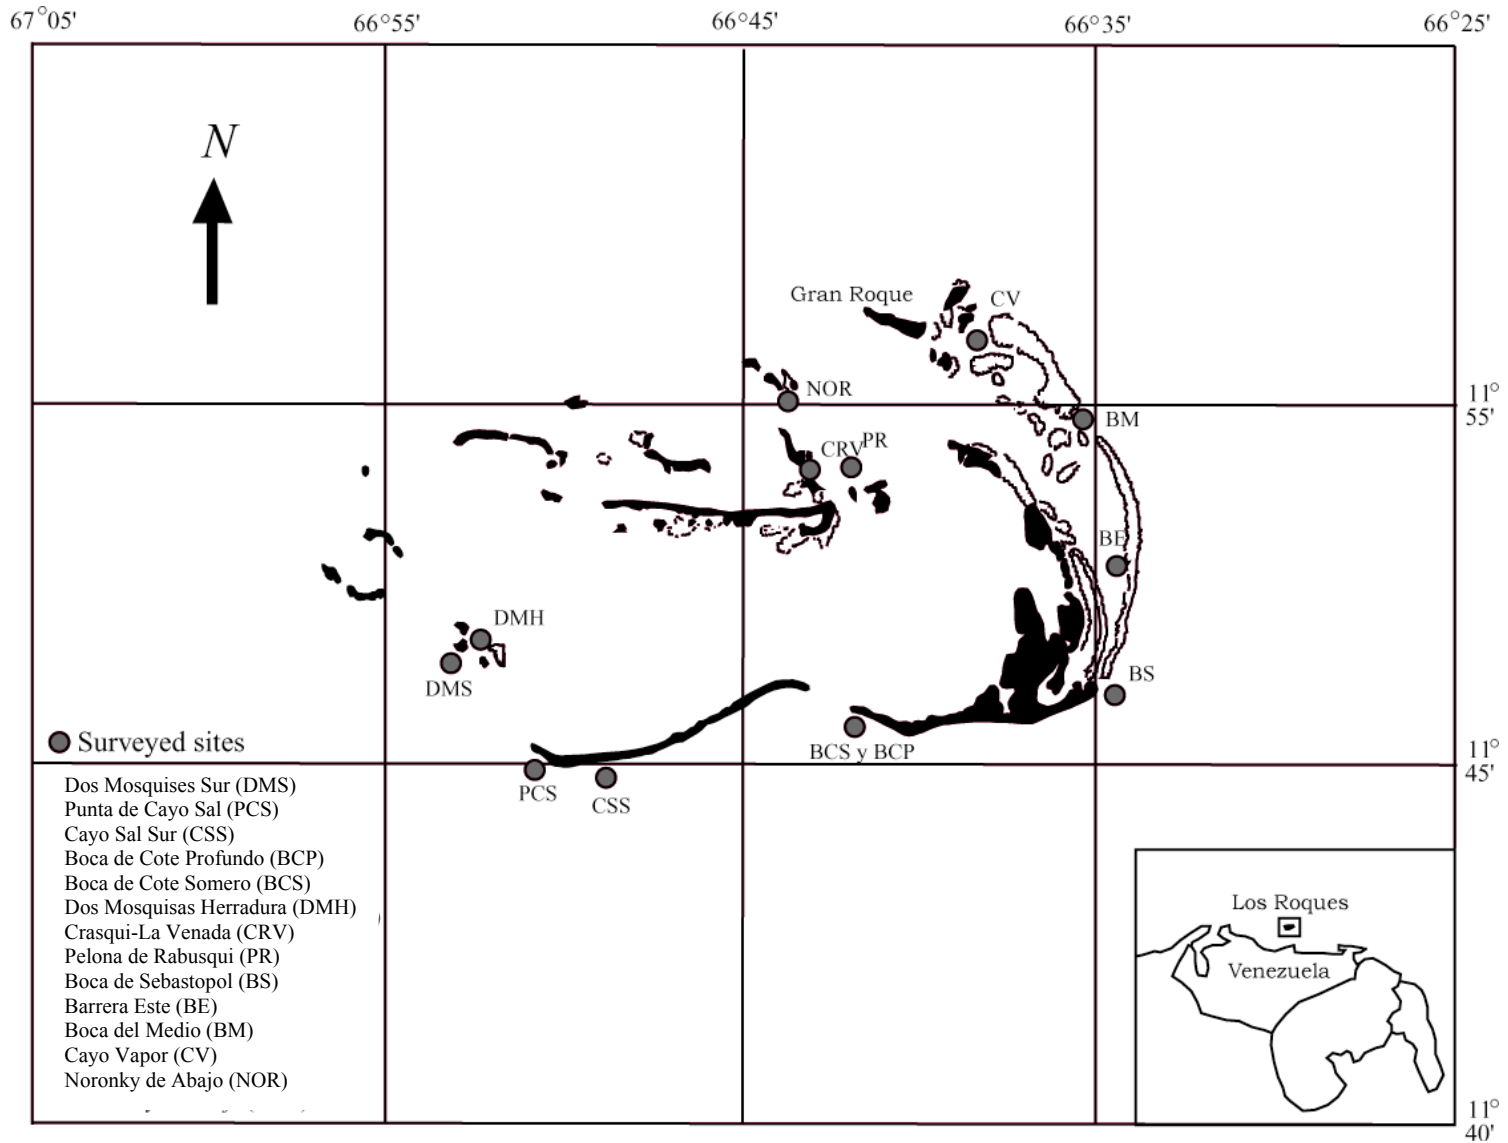 67°05' 66°55' 66°45' 66°35' 66°25'
N
Gran Roque CV
NOR
11°
55'
BM
CRV PR
BE
DMH
BS
DMS
Surveyed sites
BCS y BCP
11°
45'
PCS
CSS
Dos Mosquises Sur (DMS)
Punta de Cayo Sal (PCS)
Cayo Sal Sur (CSS)
Boca de Cote Profundo (BCP)
Boca de Cote Somero (BCS)
Dos Mosquisas Herradura (DMH)
Crasqui-La Venada (CRV)
Pelona de Rabusqui (PR)
Boca de Sebastopol (BS)
Barrera Este (BE)
Boca del Medio (BM)
Cayo Vapor (CV)
Noronky de Abajo (NOR)
Los Roques
Venezuela
11°
40'